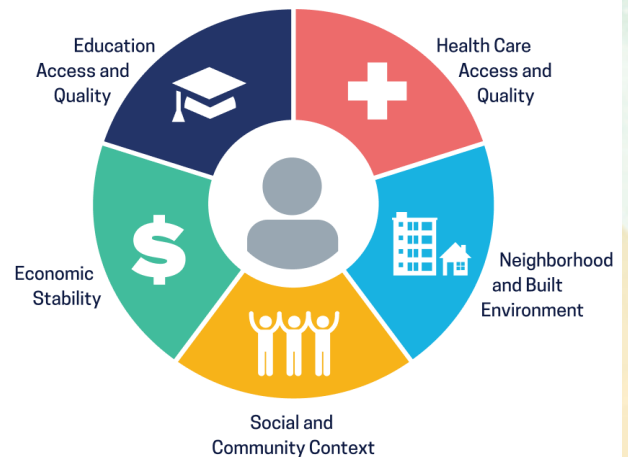 Education
Access and
Quality
Health Care
Access and
Quality
Economic
Stability
Neighborhood
and Built
Environment
Social and
Community Context